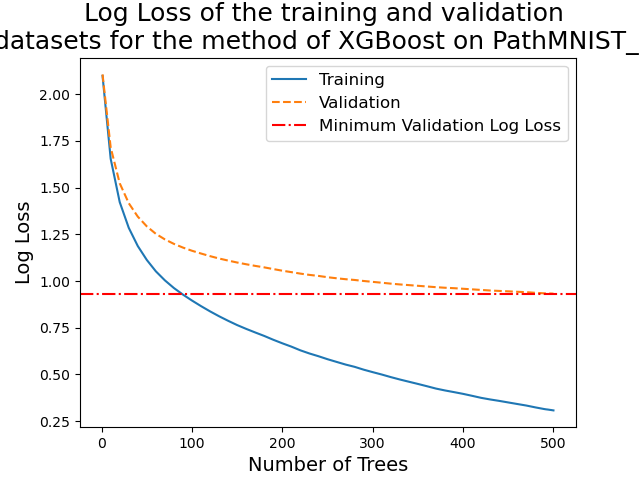 Log Loss of the training and validation
datasets for the method of XGBoost on PathMNIST_
Training
Validation
Minimum Validation Log Loss
Log Loss
2.00
1.75
1.50
1.25
1.00
0.75
0.50
0.25
0 100 200 300 400 500
Number of Trees